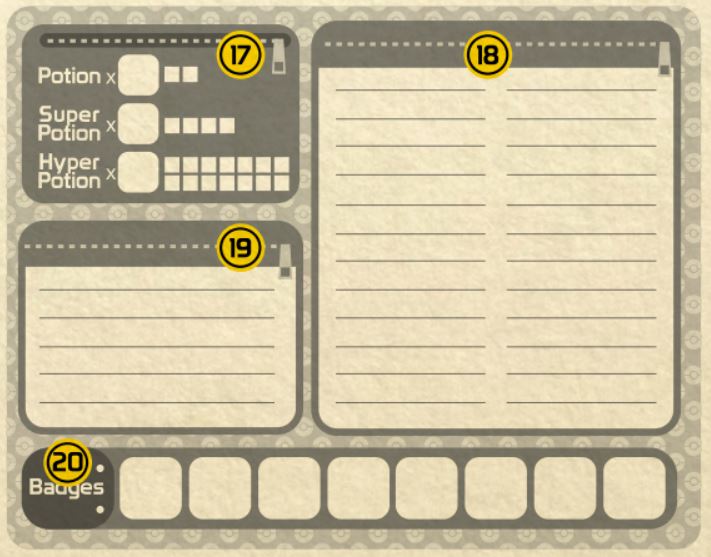 17
Potion x
Super
Potion x
Hyper
Potion x
18
19
20
Badges